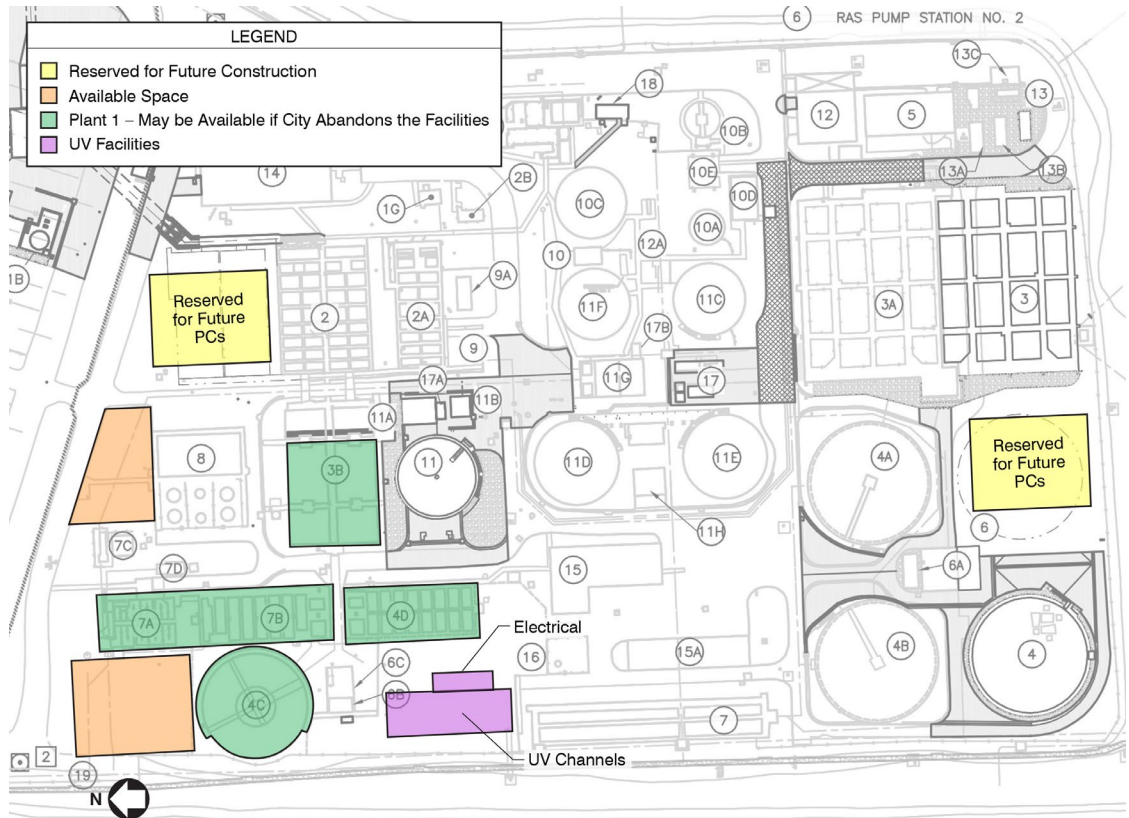 6 RAS PUMP STATION NO. 2
LEGEND
Reserved for Future Construction
Available Space
Plant 1 – May be Available if City Abandons the Facilities
UV Facilities
13C
18
13
12
5
10B
14
10E
13A
13B
2B
1G
10D
10C
10A
12A
1B
10
9A
Reserved
for Future
PCs
2
2A
11F
11C
3A
3
17B
9
17A
11G
17
11B
11A
8
3B
11
11D
11E
4A
Reserved
for Future
PCs
6
11H
7C
7D
15
6A
7A
7B
4D
Electrical
16
15A
4B
4
6C
6B
4C
7
UV Channels
2
19
N